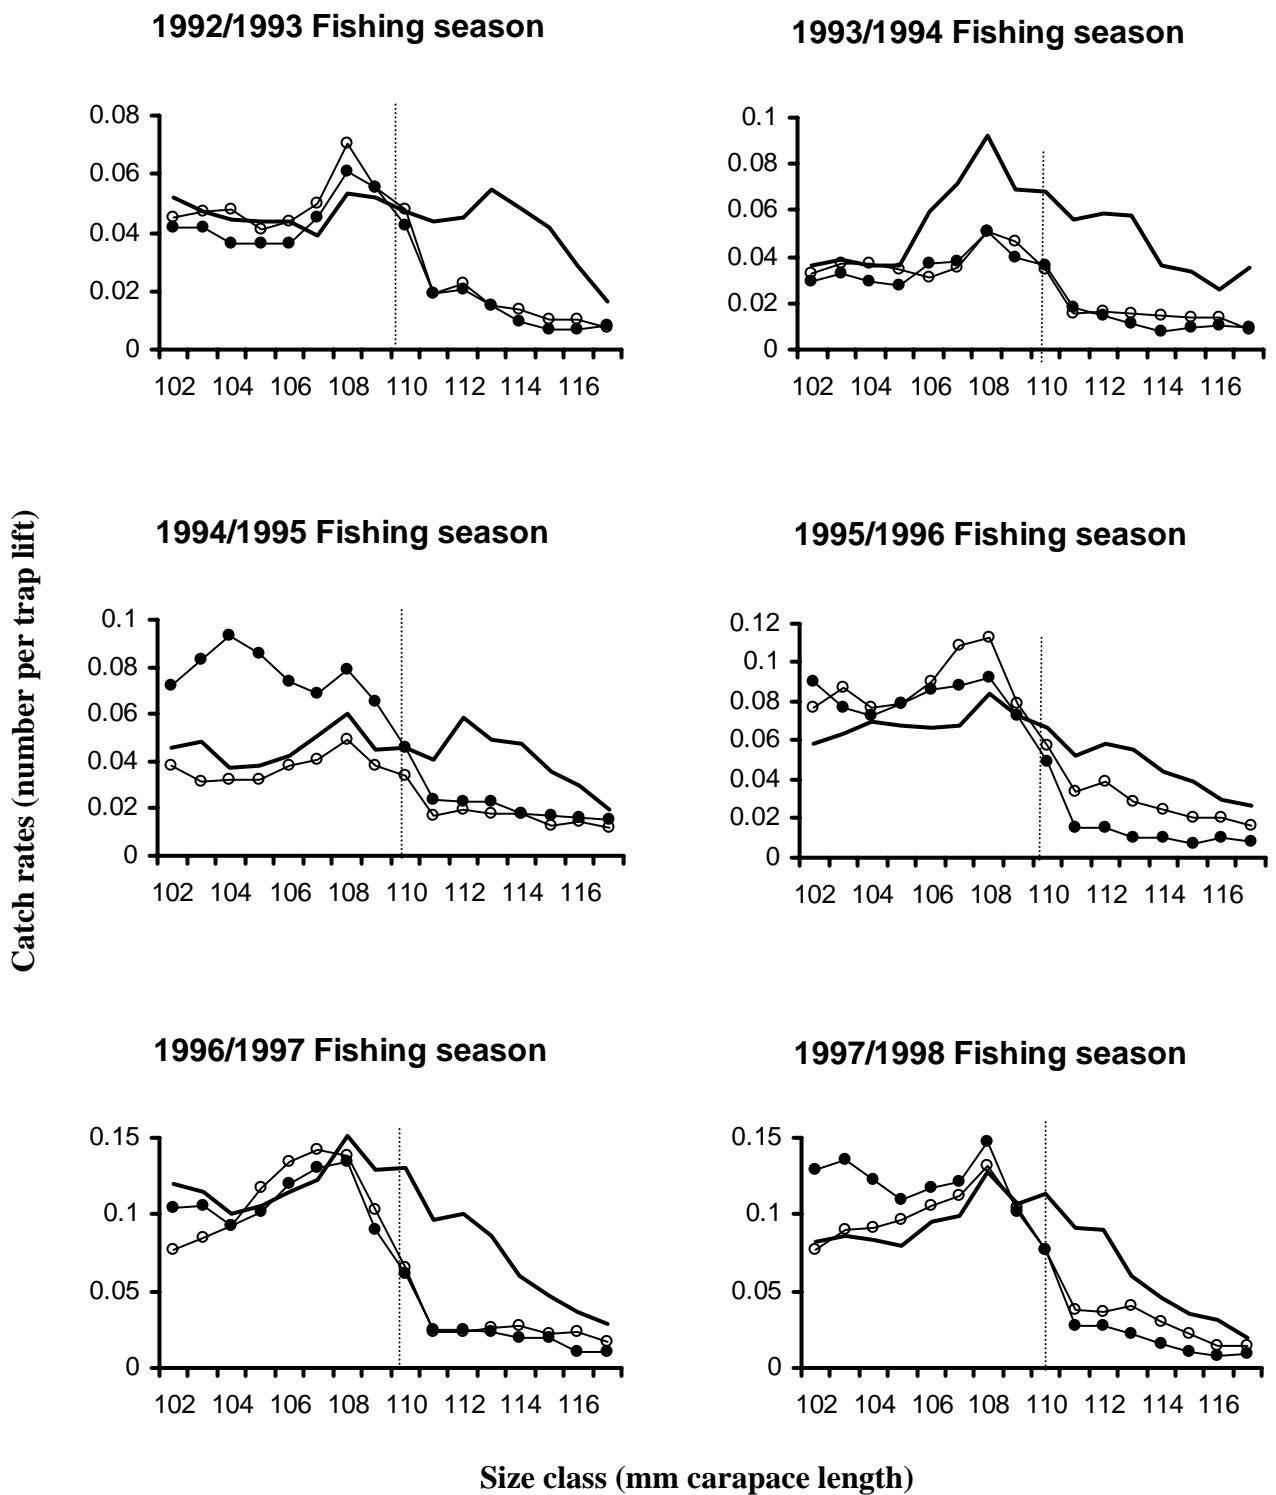 1992/1993 Fishing season
0.08
0.06
0.04
0.02
0
102 104 106 108 110 112 114 116
1993/1994 Fishing season
0.1
0.08
0.06
0.04
0.02
0
102 104 106 108 110 112 114 116
1994/1995 Fishing season
0.1
0.08
0.06
0.04
0.02
0
102 104 106 108 110 112 114 116
1995/1996 Fishing season
0.12
0.1
0.08
0.06
0.04
0.02
0
102 104 106 108 110 112 114 116
Catch rates (number per trap lift)
1996/1997 Fishing season
0.15
0.1
0.05
0
102 104 106 108 110 112 114 116
1997/1998 Fishing season
0.15
0.1
0.05
0
102 104 106 108 110 112 114 116
Size class (mm carapace length)